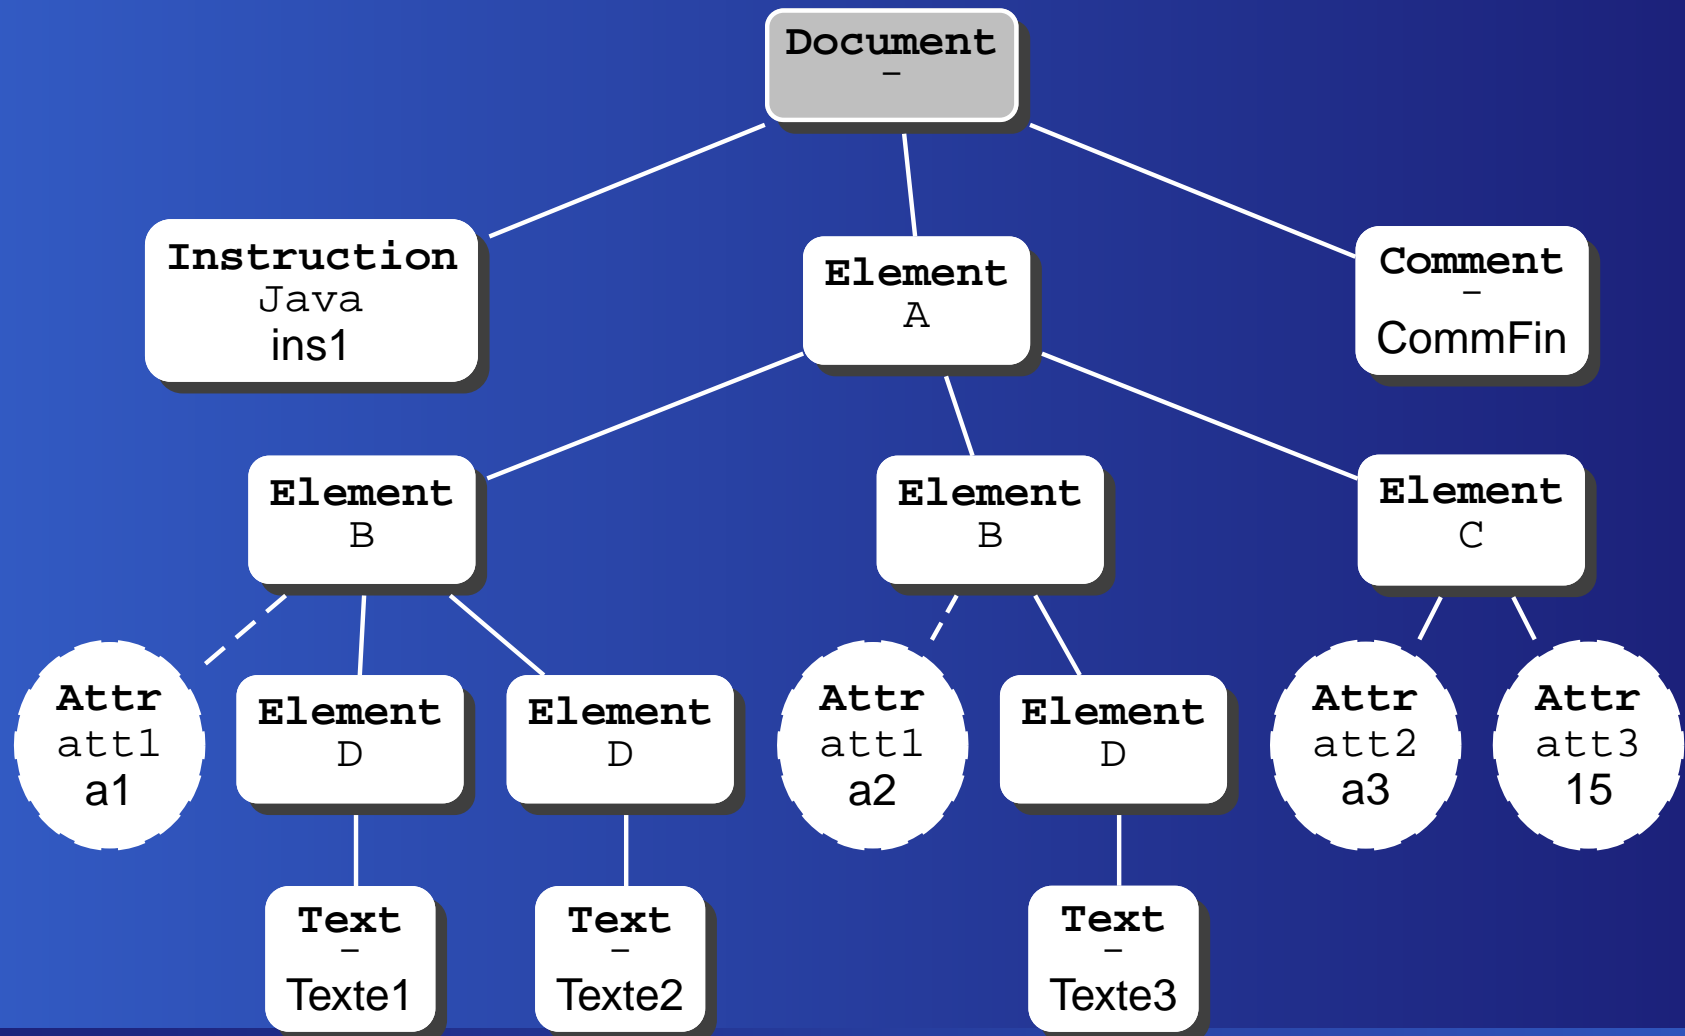 Document
-
Instruction
Java
ins1
Element
A
Comment
-
CommFin
Element
B
Element
B
Element
C
Attr
att1
a1
Element
D
Element
D
Attr
att1
a2
Element
D
Attr
att2
a3
Attr
att3
15
Text
-
Texte1
Text
-
Texte2
Text
-
Texte3